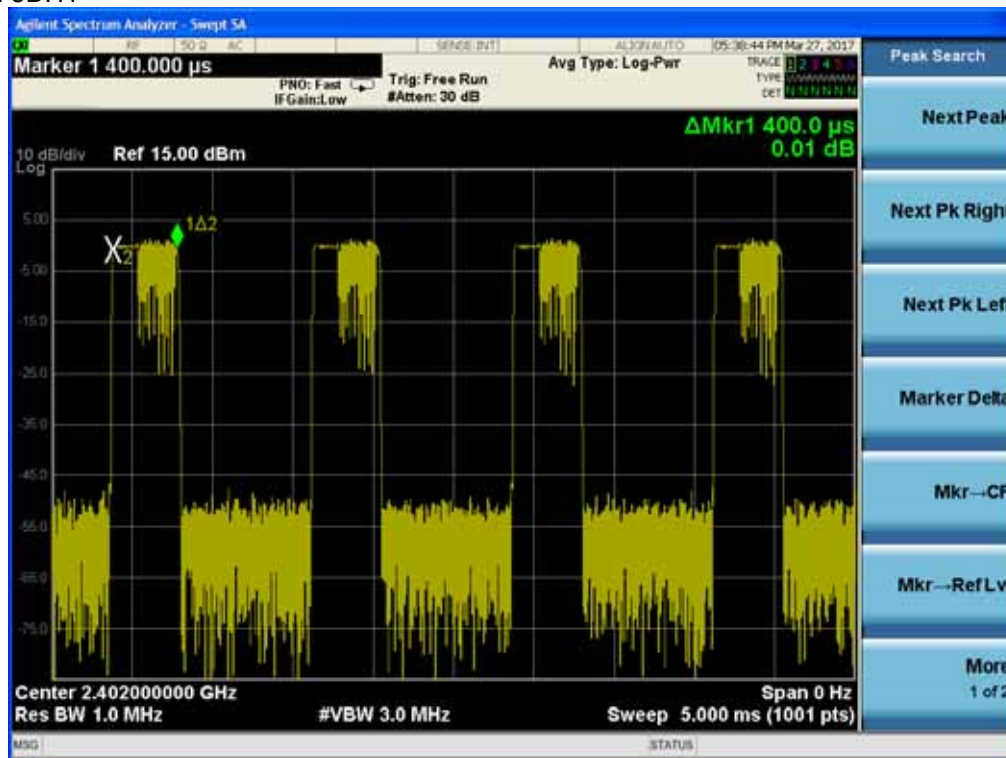 Agilent Spectrum Analyzer - Swept SA
RF 50 Ω AC SENSE:INT ALIGN AUTO 05:38:44 PM Mar 27, 2017
Marker 1 400.000 µs
PNO: Fast
IFGain:Low
Trig: Free Run
#Atten: 30 dB
Avg Type: Log-Pwr
TRACE 1 2 3 4 5 6
TYPE
DET N N N N N N
Peak Search
ΔMkr1 400.0 µs
0.01 dB
10 dB/div Ref 15.00 dBm
Log
5.00
-5.00
-15.0
-25.0
-35.0
-45.0
-55.0
-65.0
-75.0
1Δ2
X2
Next Peak
Next Pk Righ
Next Pk Lef
Marker Delta
Mkr→CF
Mkr→Ref Lv
More
1 of 2
Center 2.402000000 GHz Span 0 Hz
Res BW 1.0 MHz #VBW 3.0 MHz Sweep 5.000 ms (1001 pts)
MSG STATUS